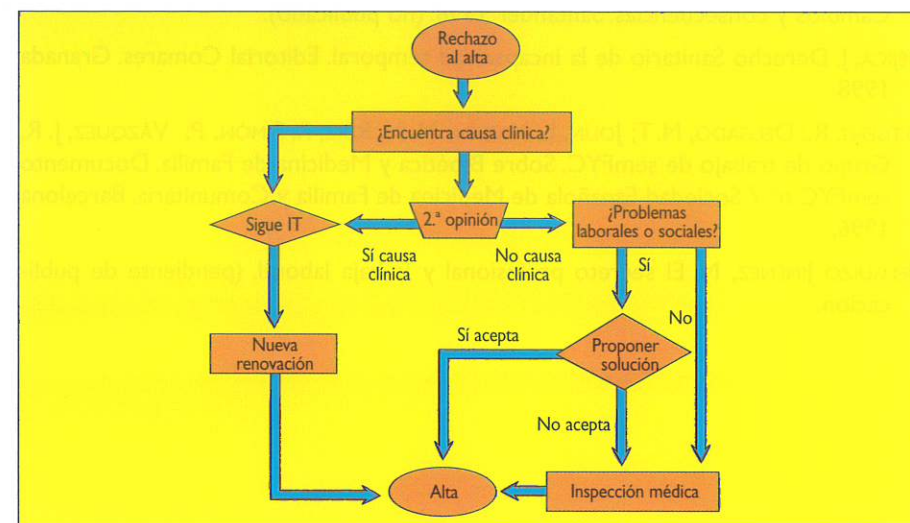 Rechazo
al alta
¿Encuentra causa clínica?
Sigue IT
2.ª opinión
¿Problemas
laborales o sociales?
Sí causa
clínica
No causa
clínica
Sí
No
Nueva
renovación
Sí acepta
Proponer
solución
No acepta
Alta
Inspección médica